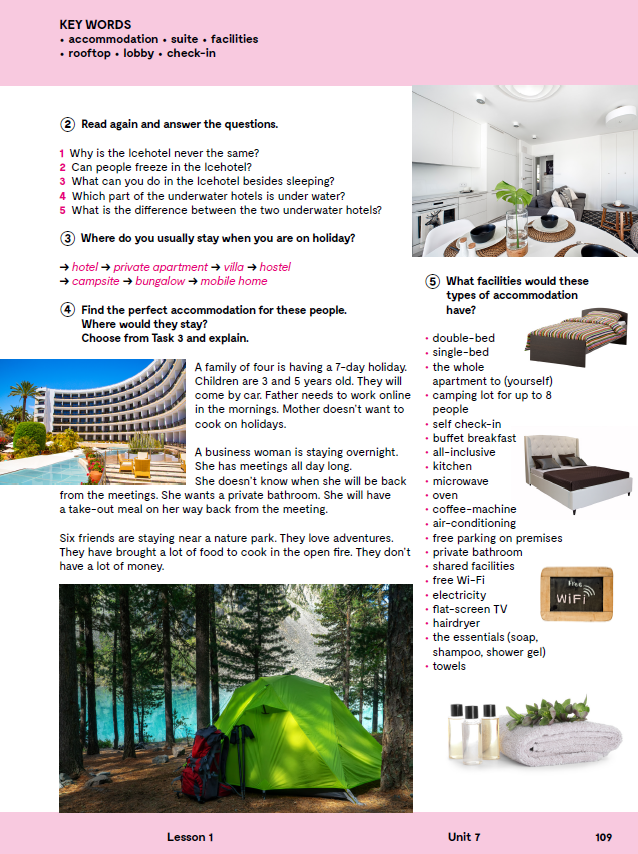 KEY WORDS
• accommodation • suite • facilities
• rooftop • lobby • check-in
2 Read again and answer the questions.
1 Why is the Icehotel never the same?
2 Can people freeze in the Icehotel?
3 What can you do in the Icehotel besides sleeping?
4 Which part of the underwater hotels is under water?
5 What is the difference between the two underwater hotels?
3 Where do you usually stay when you are on holiday?
→ hotel → private apartment → villa → hostel
→ campsite → bungalow → mobile home
4 Find the perfect accommodation for these people.
Where would they stay?
Choose from Task 3 and explain.
A family of four is having a 7-day holiday.
Children are 3 and 5 years old. They will
come by car. Father needs to work online
in the mornings. Mother doesn't want to
cook on holidays.
A business woman is staying overnight.
She has meetings all day long.
She doesn't know when she will be back
from the meetings. She wants a private bathroom. She will have
a take-out meal on her way back from the meeting.
Six friends are staying near a nature park. They love adventures.
They have brought a lot of food to cook in the open fire. They don't
have a lot of money.
5 What facilities would these
types of accommodation
have?
• double-bed
• single-bed
• the whole
apartment to (yourself)
• camping lot for up to 8
people
• self check-in
• buffet breakfast
• all-inclusive
• kitchen
• microwave
• oven
• coffee-machine
• air-conditioning
• free parking on premises
• private bathroom
• shared facilities
• free Wi-Fi
• electricity
• flat-screen TV
• hairdryer
• the essentials (soap,
shampoo, shower gel)
• towels
Free
WiFi
Lesson 1
Unit 7
109